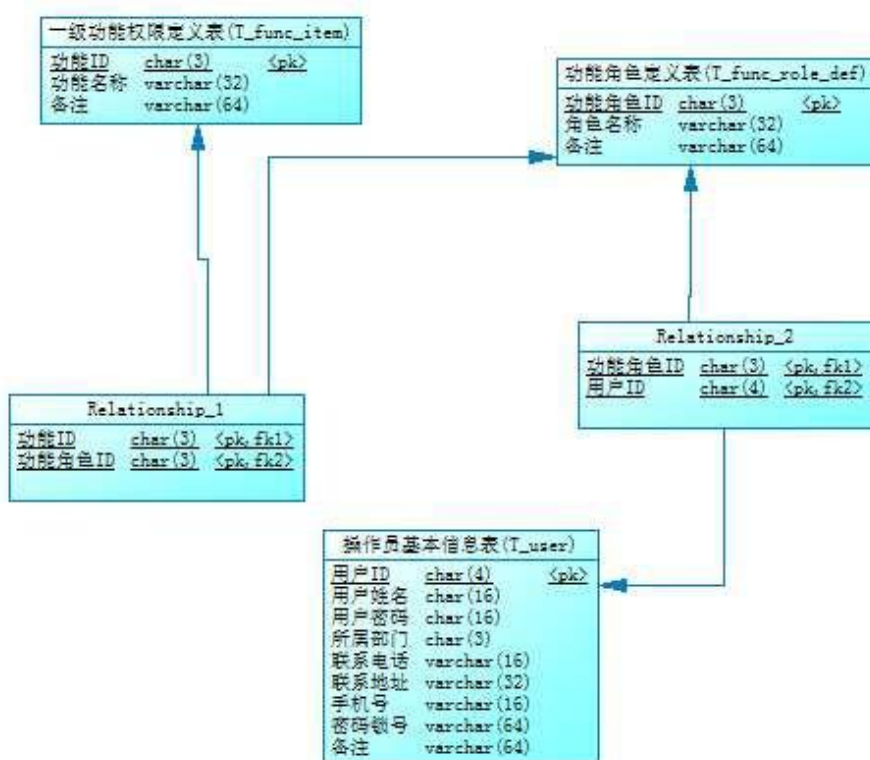 一级功能权限定义表(T_func_item)
功能ID char(3) <pk>
功能名称 varchar(32)
备注 varchar(64)
功能角色定义表(T_func_role_def)
功能角色ID char(3) <pk>
角色名称 varchar(32)
备注 varchar(64)
Relationship_2
功能角色ID char(3) <pk,fk1>
用户ID char(4) <pk,fk2>
Relationship_1
功能ID char(3) <pk,fk1>
功能角色ID char(3) <pk,fk2>
操作员基本信息表(T_user)
用户ID char(4) <pk>
用户姓名 char(16)
用户密码 char(16)
所属部门 char(3)
联系电话 varchar(16)
联系地址 varchar(32)
手机号 varchar(16)
密码锁号 varchar(64)
备注 varchar(64)